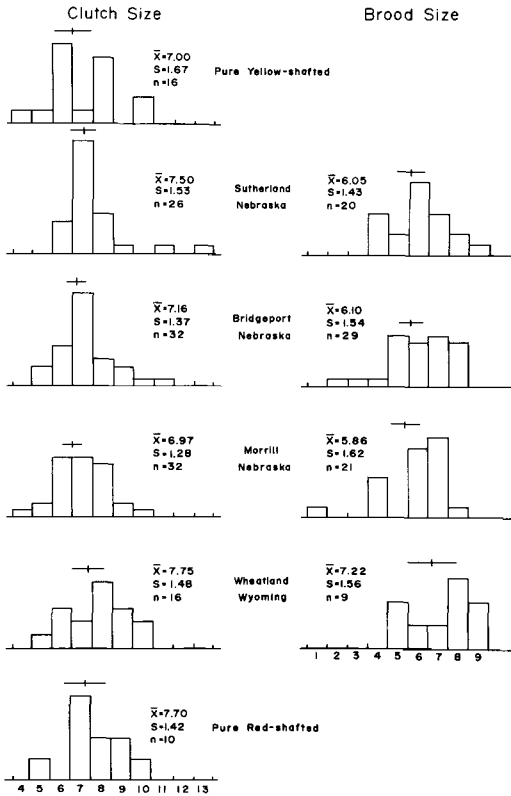 Clutch Size
Brood Size
X̄=7.00
S=1.67
n=16
Pure Yellow-shafted
X̄=7.50
S=1.53
n=26
Sutherland
Nebraska
X̄=6.05
S=1.43
n=20
X̄=7.16
S=1.37
n=32
Bridgeport
Nebraska
X̄=6.10
S=1.54
n=29
X̄=6.97
S=1.28
n=32
Morrill
Nebraska
X̄=5.86
S=1.62
n=21
X̄=7.75
S=1.48
n=16
Wheatland
Wyoming
X̄=7.22
S=1.56
n=9
1 2 3 4 5 6 7 8 9
X̄=7.70
S=1.42
n=10
Pure Red-shafted
4 5 6 7 8 9 10 11 12 13